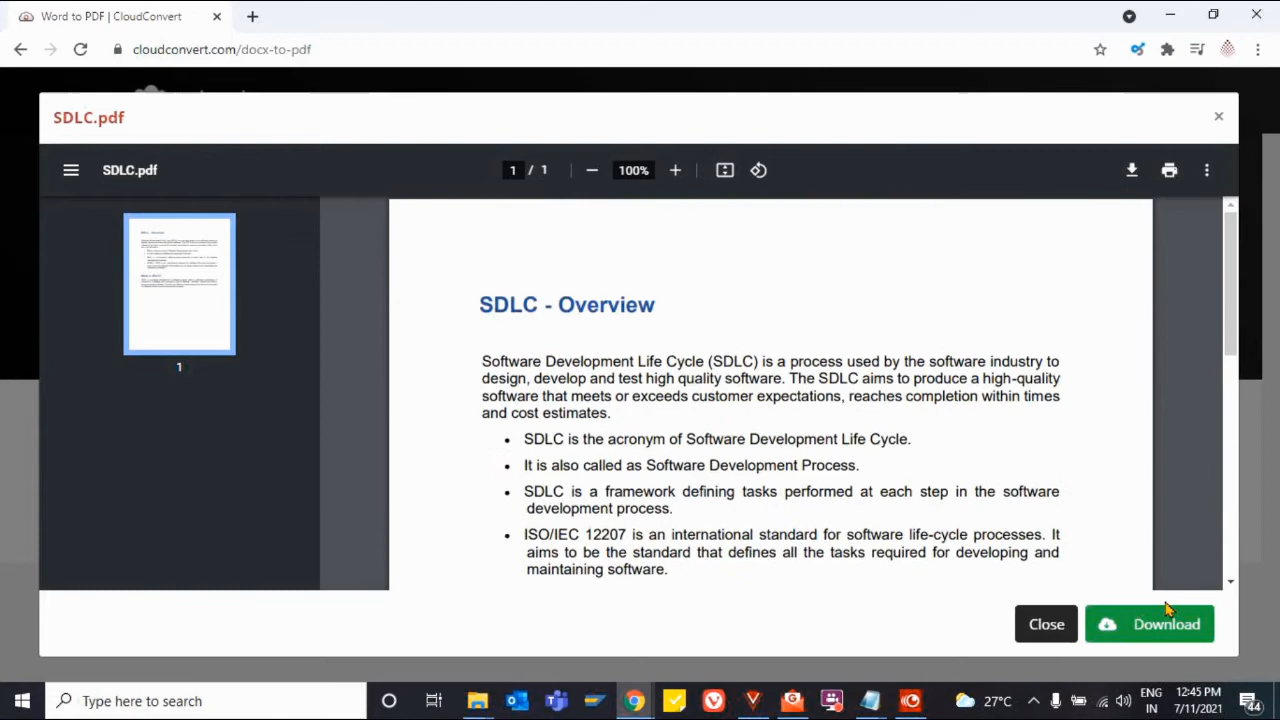 Word to PDF | CloudConvert
cloudconvert.com/docx-to-pdf
SDLC.pdf
SDLC.pdf
1 / 1
100%
1
SDLC - Overview
Software Development Life Cycle (SDLC) is a process used by the software industry to
design, develop and test high quality software. The SDLC aims to produce a high-quality
software that meets or exceeds customer expectations, reaches completion within times
and cost estimates.
• SDLC is the acronym of Software Development Life Cycle.
• It is also called as Software Development Process.
• SDLC is a framework defining tasks performed at each step in the software
development process.
• ISO/IEC 12207 is an international standard for software life-cycle processes. It
aims to be the standard that defines all the tasks required for developing and
maintaining software.
Close
Download
Type here to search
27°C
ENG
IN
12:45 PM
7/11/2021
44